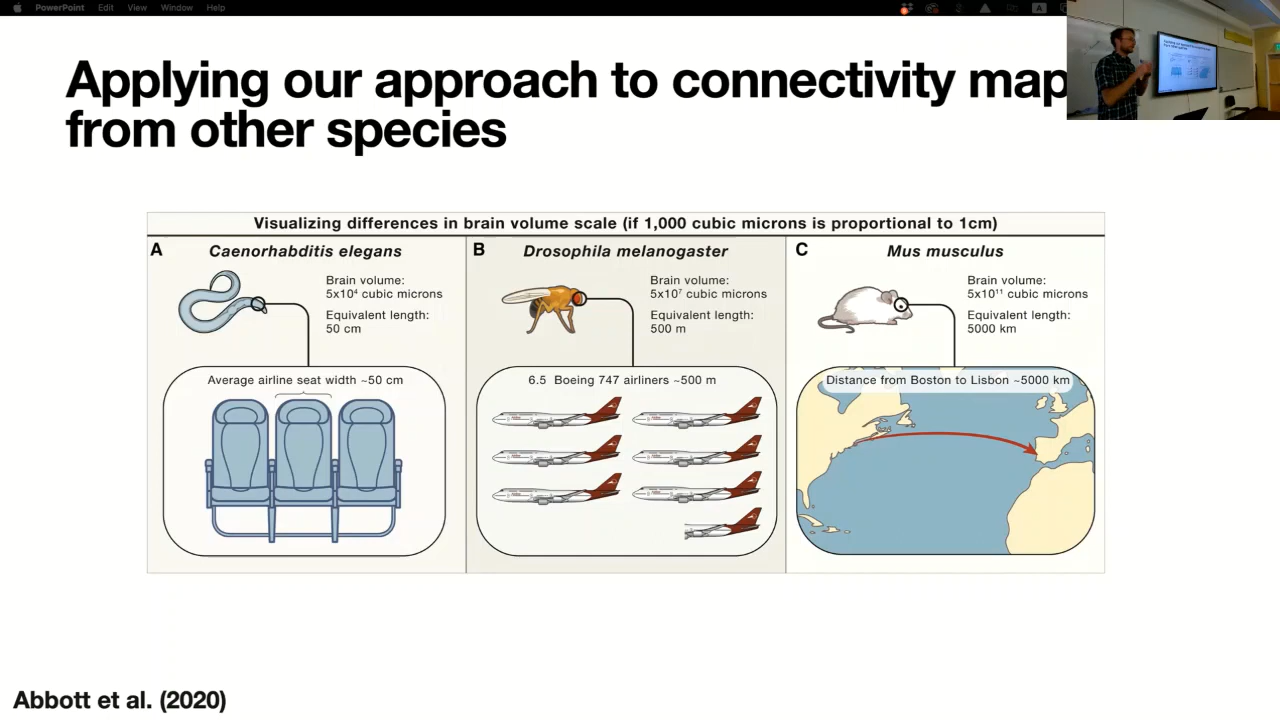 PowerPoint Edit View Window Help
A
Applying our approach to connectivity map
from other species
Visualizing differences in brain volume scale (if 1,000 cubic microns is proportional to 1cm)
A Caenorhabditis elegans
Brain volume:
5x10⁴ cubic microns
Equivalent length:
50 cm
Average airline seat width ~50 cm
B Drosophila melanogaster
Brain volume:
5x10⁷ cubic microns
Equivalent length:
500 m
6.5 Boeing 747 airliners ~500 m
C Mus musculus
Brain volume:
5x10¹¹ cubic microns
Equivalent length:
5000 km
Distance from Boston to Lisbon ~5000 km
Abbott et al. (2020)